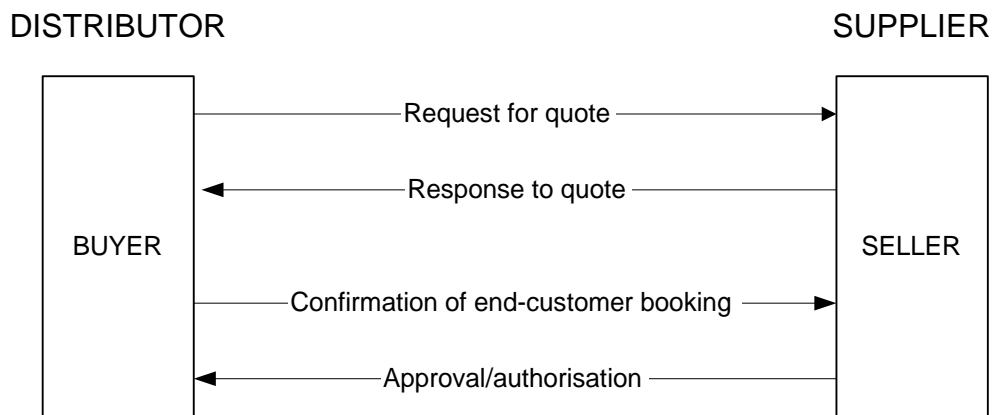 DISTRIBUTOR
SUPPLIER
Request for quote
Response to quote
BUYER
SELLER
Confirmation of end-customer booking
Approval/authorisation